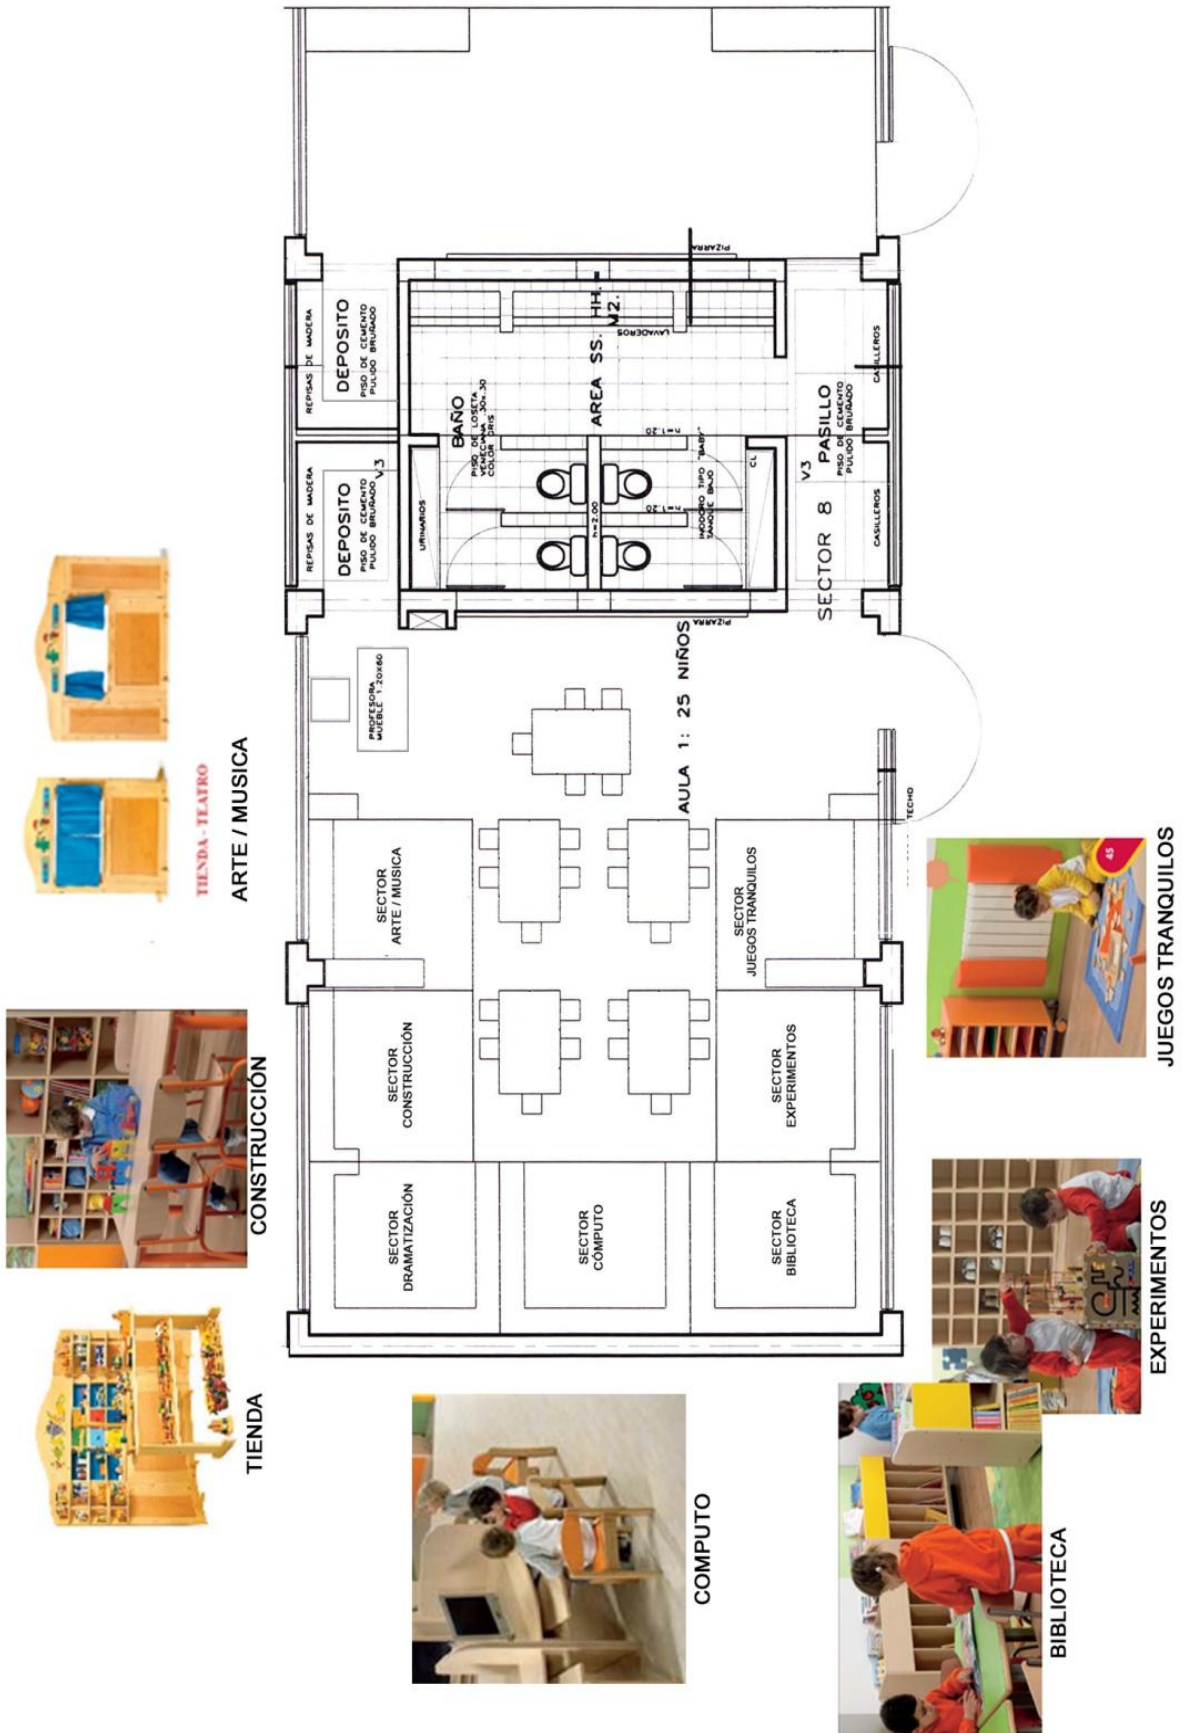 TIENDA - TEATRO
ARTE / MUSICA
CONSTRUCCIÓN
TIENDA
REPISAS DE MADERA
DEPOSITO
PISO DE CEMENTO
PULIDO BRUÑADO
REPISAS DE MADERA
DEPOSITO
PISO DE CEMENTO
PULIDO BRUÑADO
V3
BAÑO
PISO DE LOSETA
VENECIANA .30x.30
COLOR GRIS
URINARIOS
AREA SS. HH. =
M2.
LAVADEROS
PIZARRA
h=1.20
h=1.20
h=2.00
INODORO TIPO "BABY"
TANQUE BAJO
CL
V3
SECTOR 8 PASILLO
PISO DE CEMENTO
PULIDO BRUÑADO
CASILLEROS
CASILLEROS
PIZARRA
PROFESORA
MUEBLE 1.20X60
AULA 1: 25 NIÑOS
TECHO
SECTOR
ARTE / MUSICA
SECTOR
JUEGOS TRANQUILOS
SECTOR
CONSTRUCCIÓN
SECTOR
EXPERIMENTOS
SECTOR
DRAMATIZACIÓN
SECTOR
CÓMPUTO
SECTOR
BIBLIOTECA
45
JUEGOS TRANQUILOS
EXPERIMENTOS
COMPUTO
BIBLIOTECA